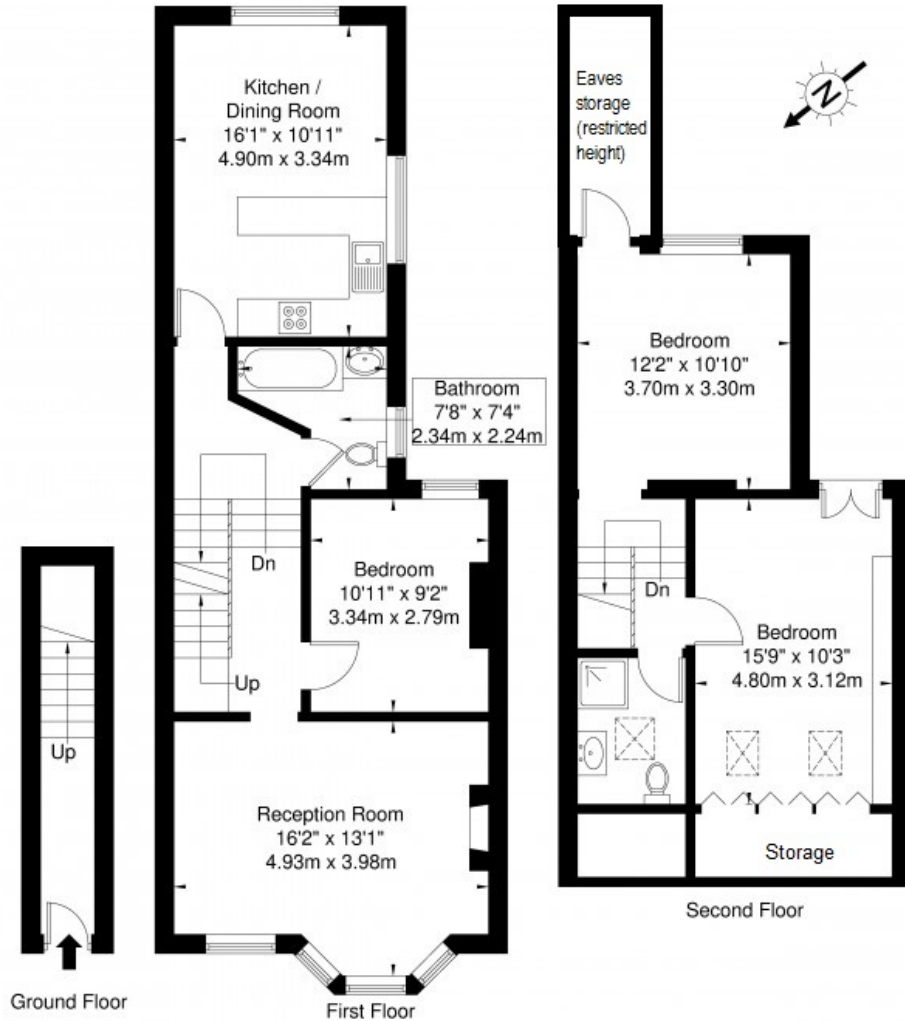 Kitchen /
Dining Room
16'1" x 10'11"
4.90m x 3.34m
Bathroom
7'8" x 7'4"
2.34m x 2.24m
Dn
Bedroom
10'11" x 9'2"
3.34m x 2.79m
Up
Reception Room
16'2" x 13'1"
4.93m x 3.98m
First Floor
Up
Ground Floor
Eaves
storage
(restricted
height)
N
Bedroom
12'2" x 10'10"
3.70m x 3.30m
Dn
Bedroom
15'9" x 10'3"
4.80m x 3.12m
Storage
Second Floor